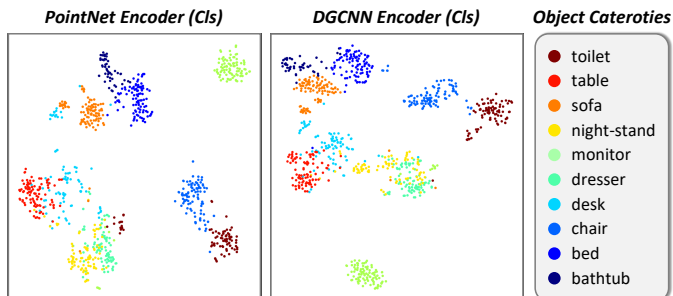 PointNet Encoder (Cls)
DGCNN Encoder (Cls)
Object Cateroties
toilet
table
sofa
night-stand
monitor
dresser
desk
chair
bed
bathtub